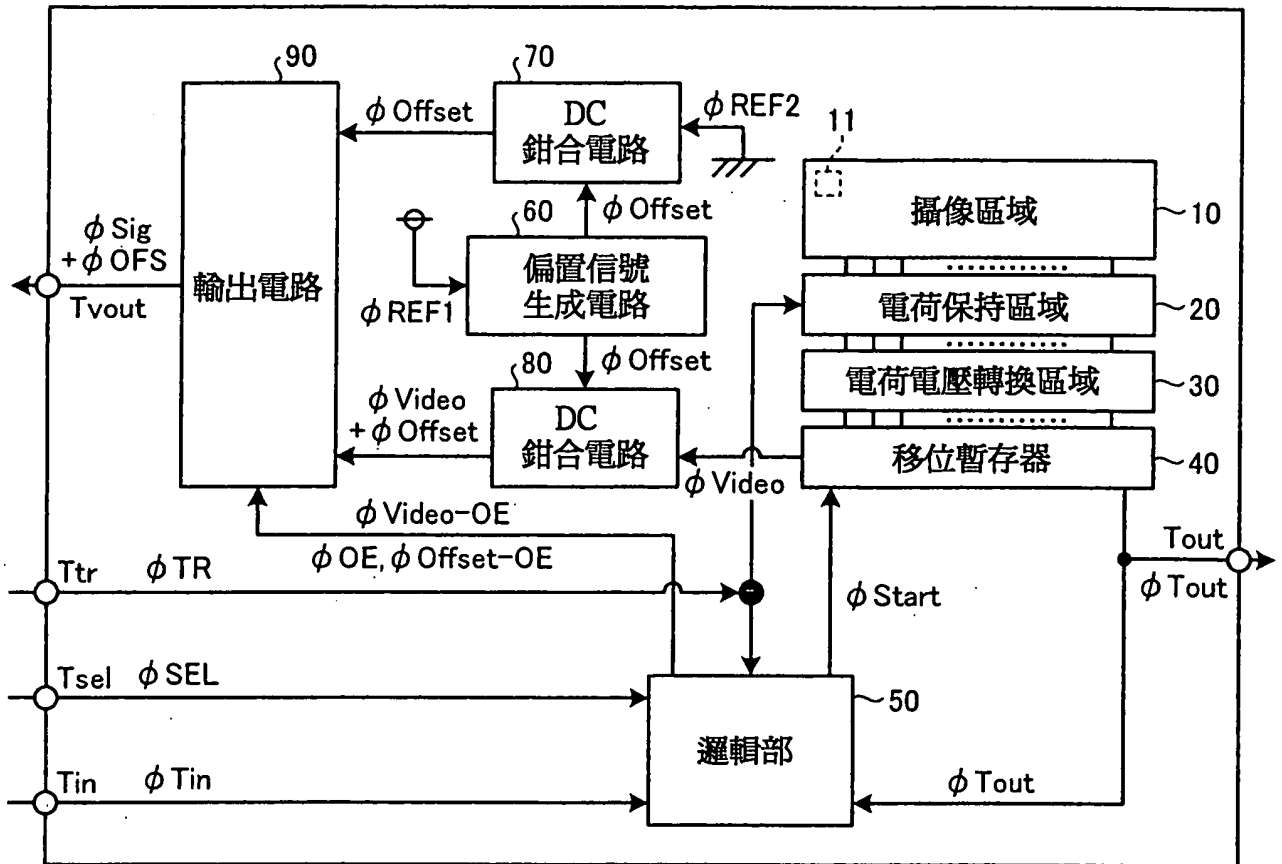 90
70
DC
鉗合電路
φ Offset
φ REF2
11
攝像區域
10
φ Offset
60
偏置信號
生成電路
φ REF1
φ Sig
+φ OFS
Tvout
輸出電路
電荷保持區域
20
φ Offset
80
電荷電壓轉換區域
30
φ Video
+φ Offset
DC
鉗合電路
φ Video
移位暫存器
40
φ Video-OE
φ OE, φ Offset-OE
Ttr
φ TR
φ Start
Tout
φ Tout
Tsel
φ SEL
50
邏輯部
Tin
φ Tin
φ Tout